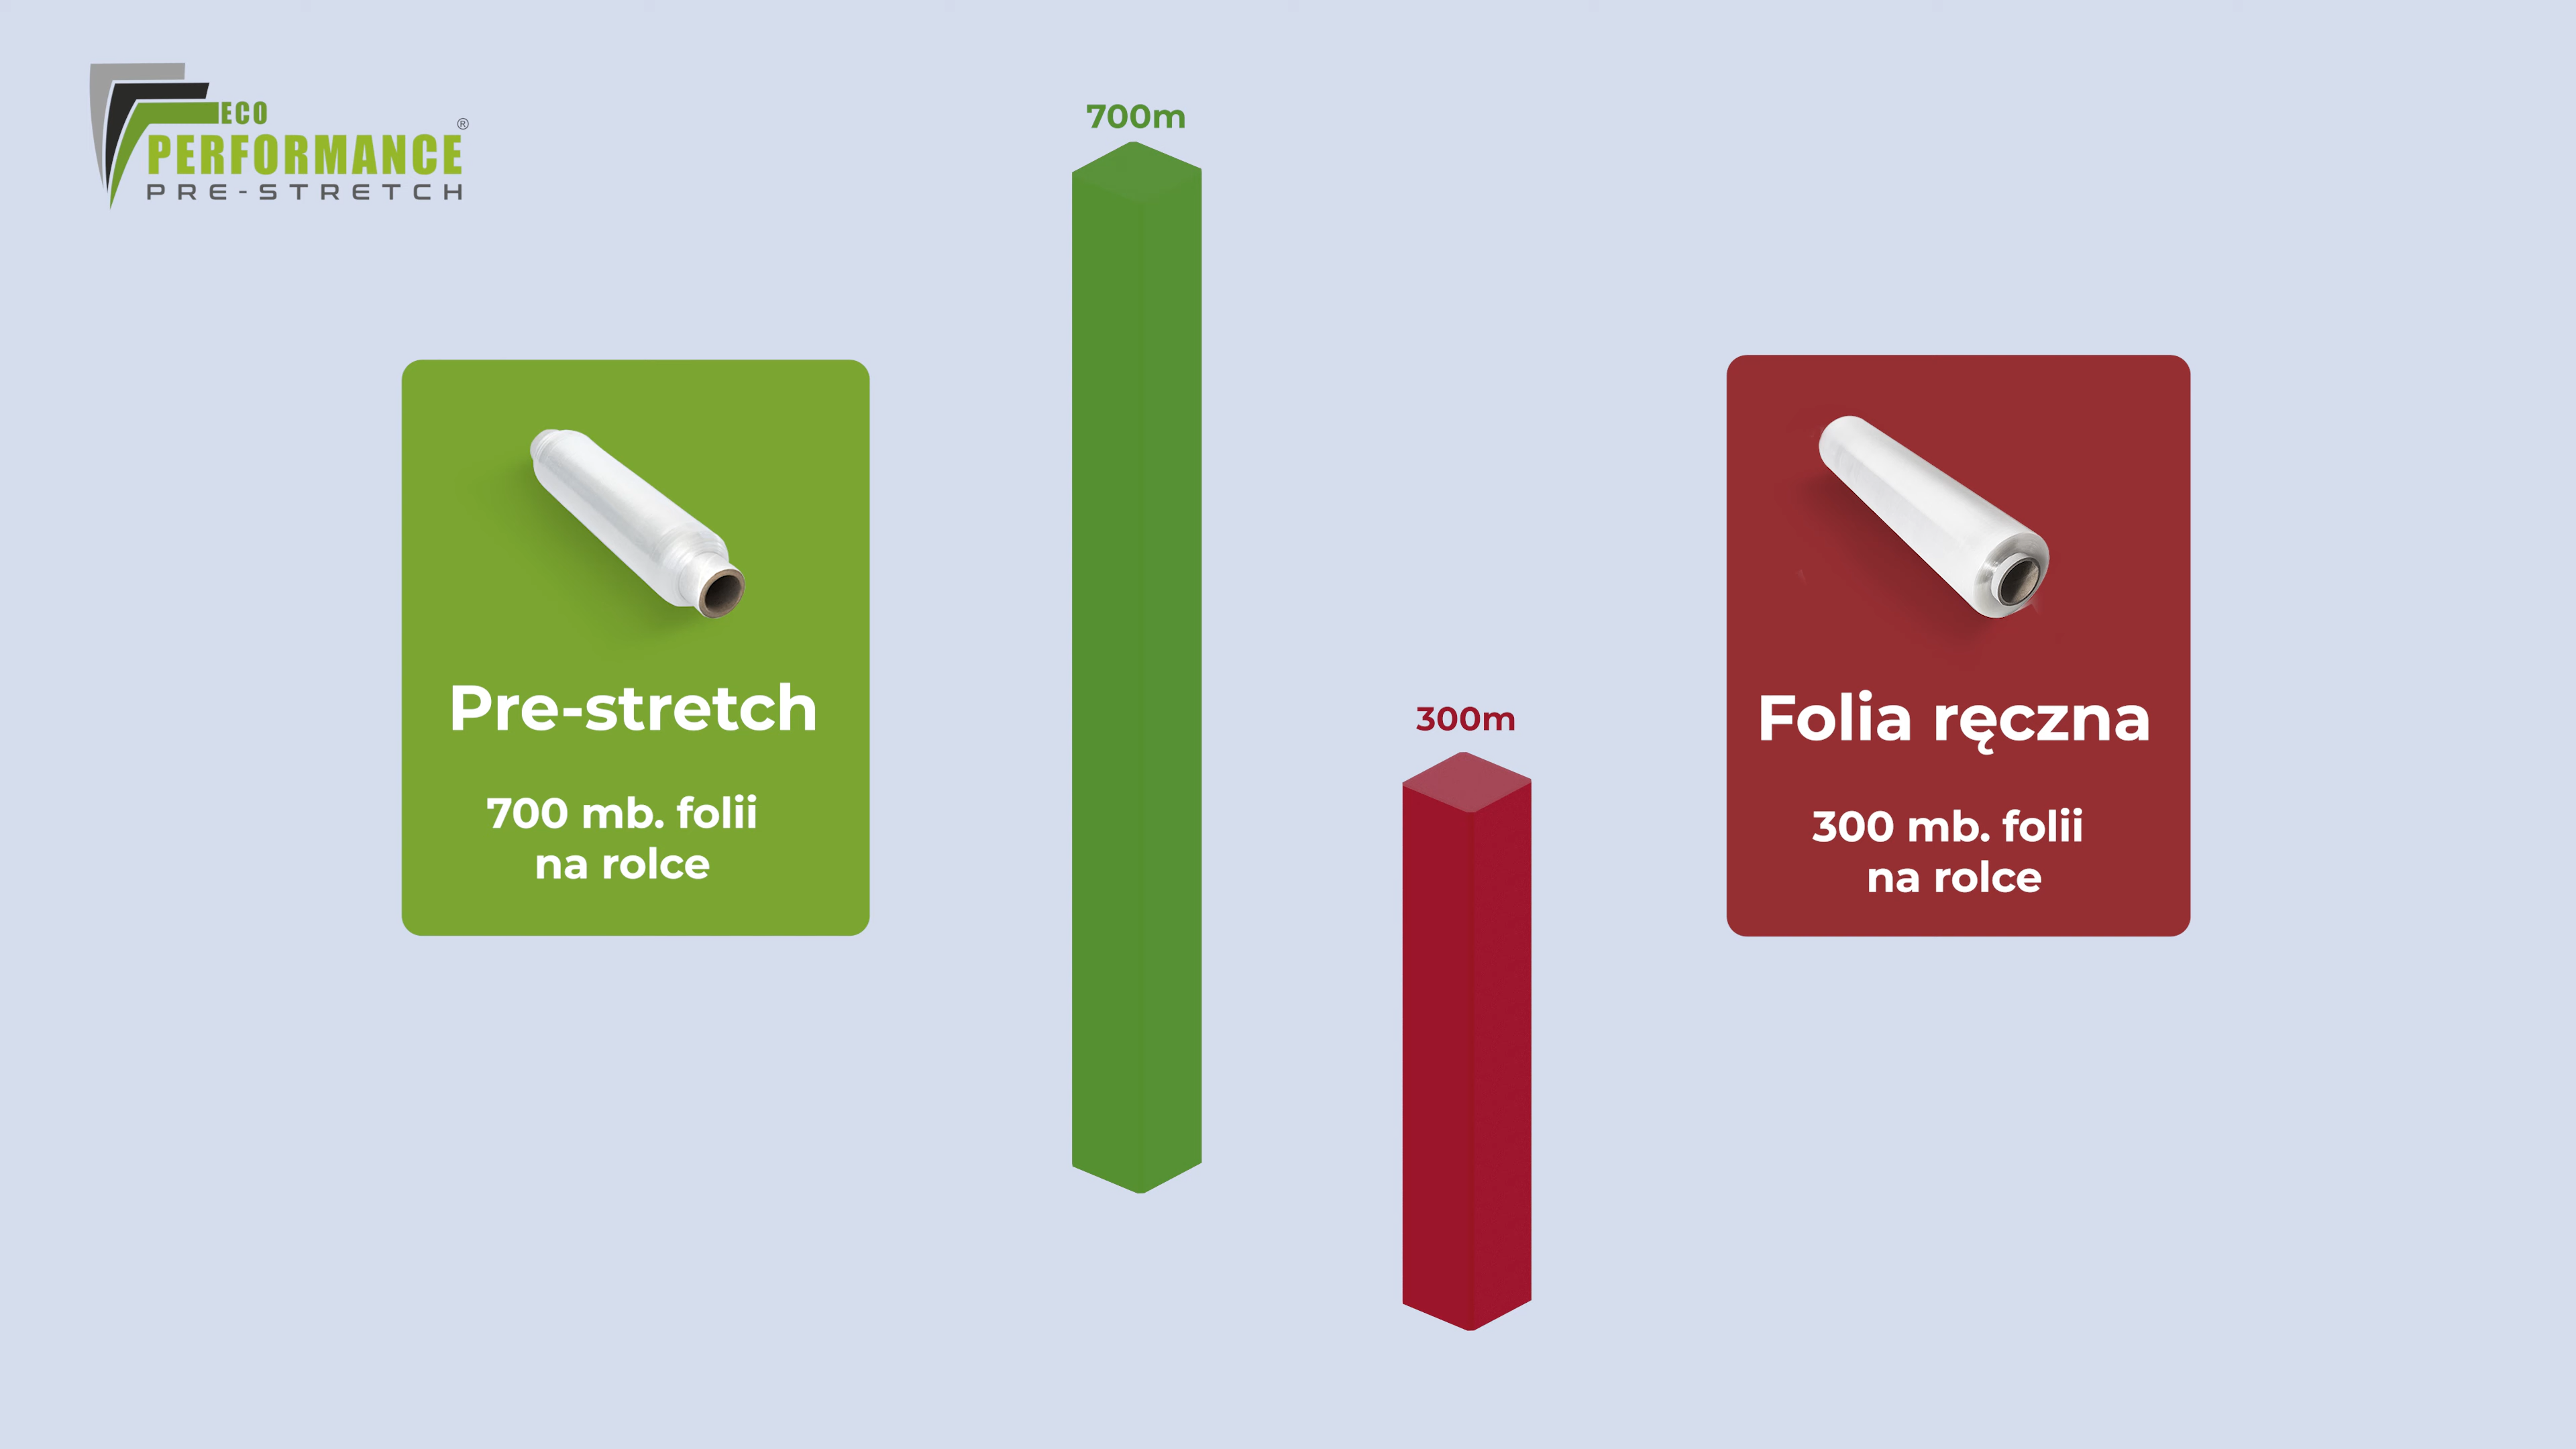 ECO
PERFORMANCE®
PRE-STRETCH
700m
Pre-stretch
700 mb. folii
na rolce
300m
Folia ręczna
300 mb. folii
na rolce